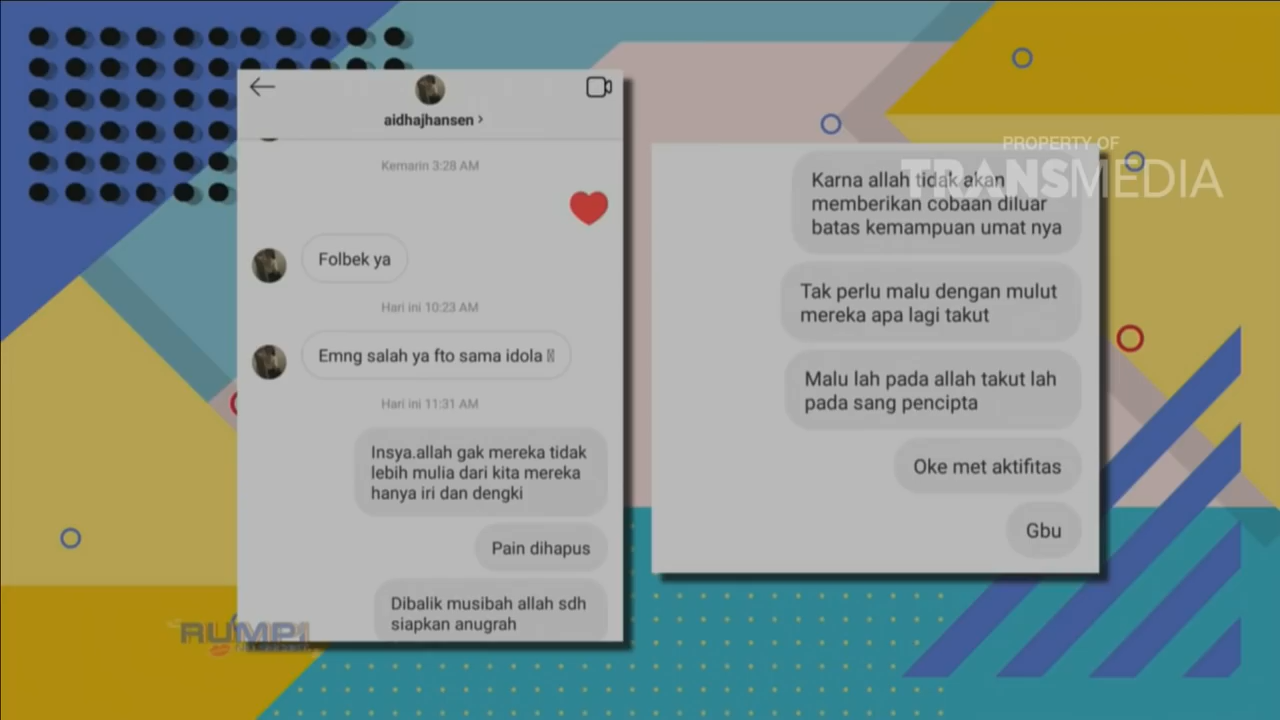 PROPERTY OF
TRANSMEDIA
aidhajhansen
Kemarin 3:28 AM
Folbek ya
Hari ini 10:23 AM
Emng salah ya fto sama idola
Hari ini 11:31 AM
Insya.allah gak mereka tidak
lebih mulia dari kita mereka
hanya iri dan dengki
Pain dihapus
Dibalik musibah allah sdh
siapkan anugrah
Karna allah tidak akan
memberikan cobaan diluar
batas kemampuan umat nya
Tak perlu malu dengan mulut
mereka apa lagi takut
Malu lah pada allah takut lah
pada sang pencipta
Oke met aktifitas
Gbu
RUMPI